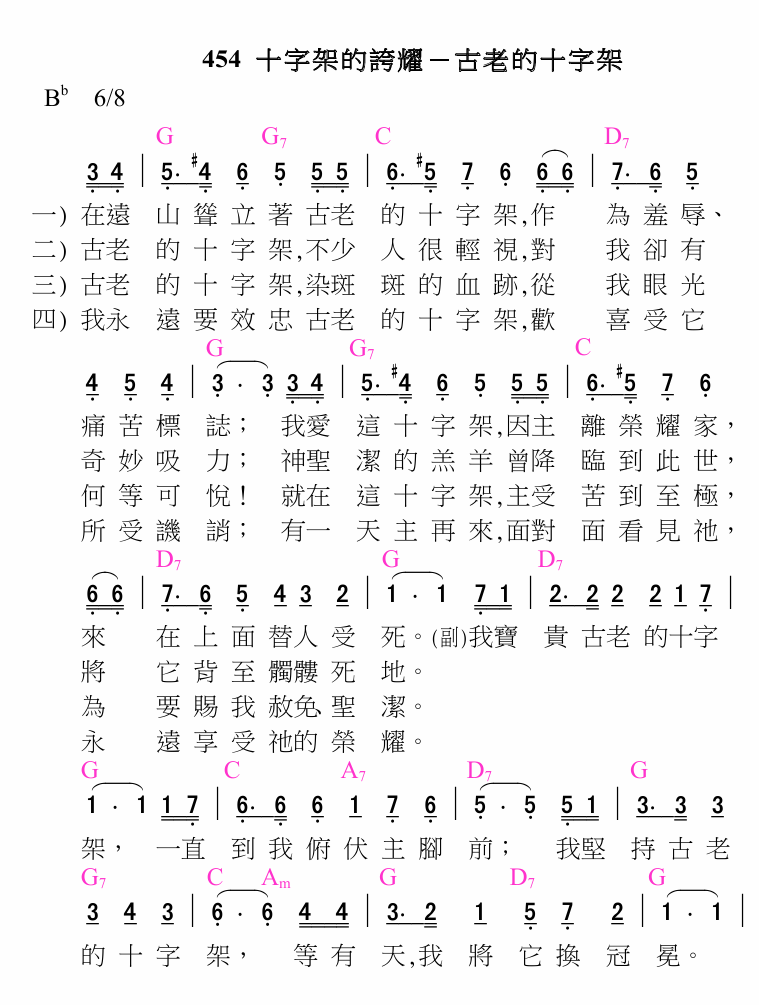 454 十字架的誇耀－古老的十字架
Bb 6/8
G G7 C D7
3 4 | 5. #4 6 5 5 5 | 6. #5 7 6 6 6 | 7. 6 5
一) 在遠 山 聳 立 著 古老 的 十 字 架,作 為 羞 辱、
二) 古老 的 十 字 架,不少 人 很 輕 視,對 我 卻 有
三) 古老 的 十 字 架,染斑 斑 的 血 跡,從 我 眼 光
四) 我永 遠 要 效 忠 古老 的 十 字 架,歡 喜 受 它
G G7 C
4 5 4 | 3 . 3 3 4 | 5. #4 6 5 5 5 | 6. #5 7 6
痛 苦 標 誌； 我愛 這 十 字 架,因主 離 榮 耀 家，
奇 妙 吸 力； 神聖 潔 的 羔 羊 曾降 臨 到 此 世，
何 等 可 悅！ 就在 這 十 字 架,主受 苦 到 至 極，
所 受 譏 誚； 有一 天 主 再 來,面對 面 看 見 祂，
D7 G D7
6 6 | 7. 6 5 4 3 2 | 1 . 1 7 1 | 2. 2 2 2 1 7 |
來 在 上 面 替人 受 死。(副)我寶 貴 古老 的十字
將 它 背 至 髑髏 死 地。
為 要 賜 我 赦免、聖 潔。
永 遠 享 受 祂的 榮 耀。
G C A7 D7 G
1 . 1 1 7 | 6. 6 6 1 7 6 | 5 . 5 5 1 | 3. 3 3
架， 一直 到 我 俯 伏 主 腳 前； 我堅 持 古 老
G7 C Am G D7 G
3 4 3 | 6 . 6 4 4 | 3. 2 1 5 7 2 | 1 . 1 |
的 十 字 架， 等 有 天,我 將 它 換 冠 冕。